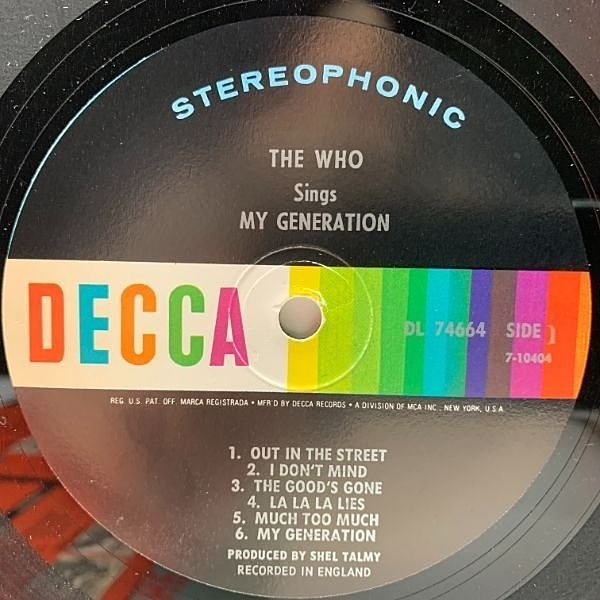 STEREOPHONIC
THE WHO
Sings
MY GENERATION
DECCA
DL 74664 SIDE 1
7-10404
REG. U.S. PAT. OFF. MARCA REGISTRADA • MFR'D BY DECCA RECORDS • A DIVISION OF MCA INC., NEW YORK, U.S.A
1. OUT IN THE STREET
2. I DON'T MIND
3. THE GOOD'S GONE
4. LA LA LA LIES
5. MUCH TOO MUCH
6. MY GENERATION
PRODUCED BY SHEL TALMY
RECORDED IN ENGLAND